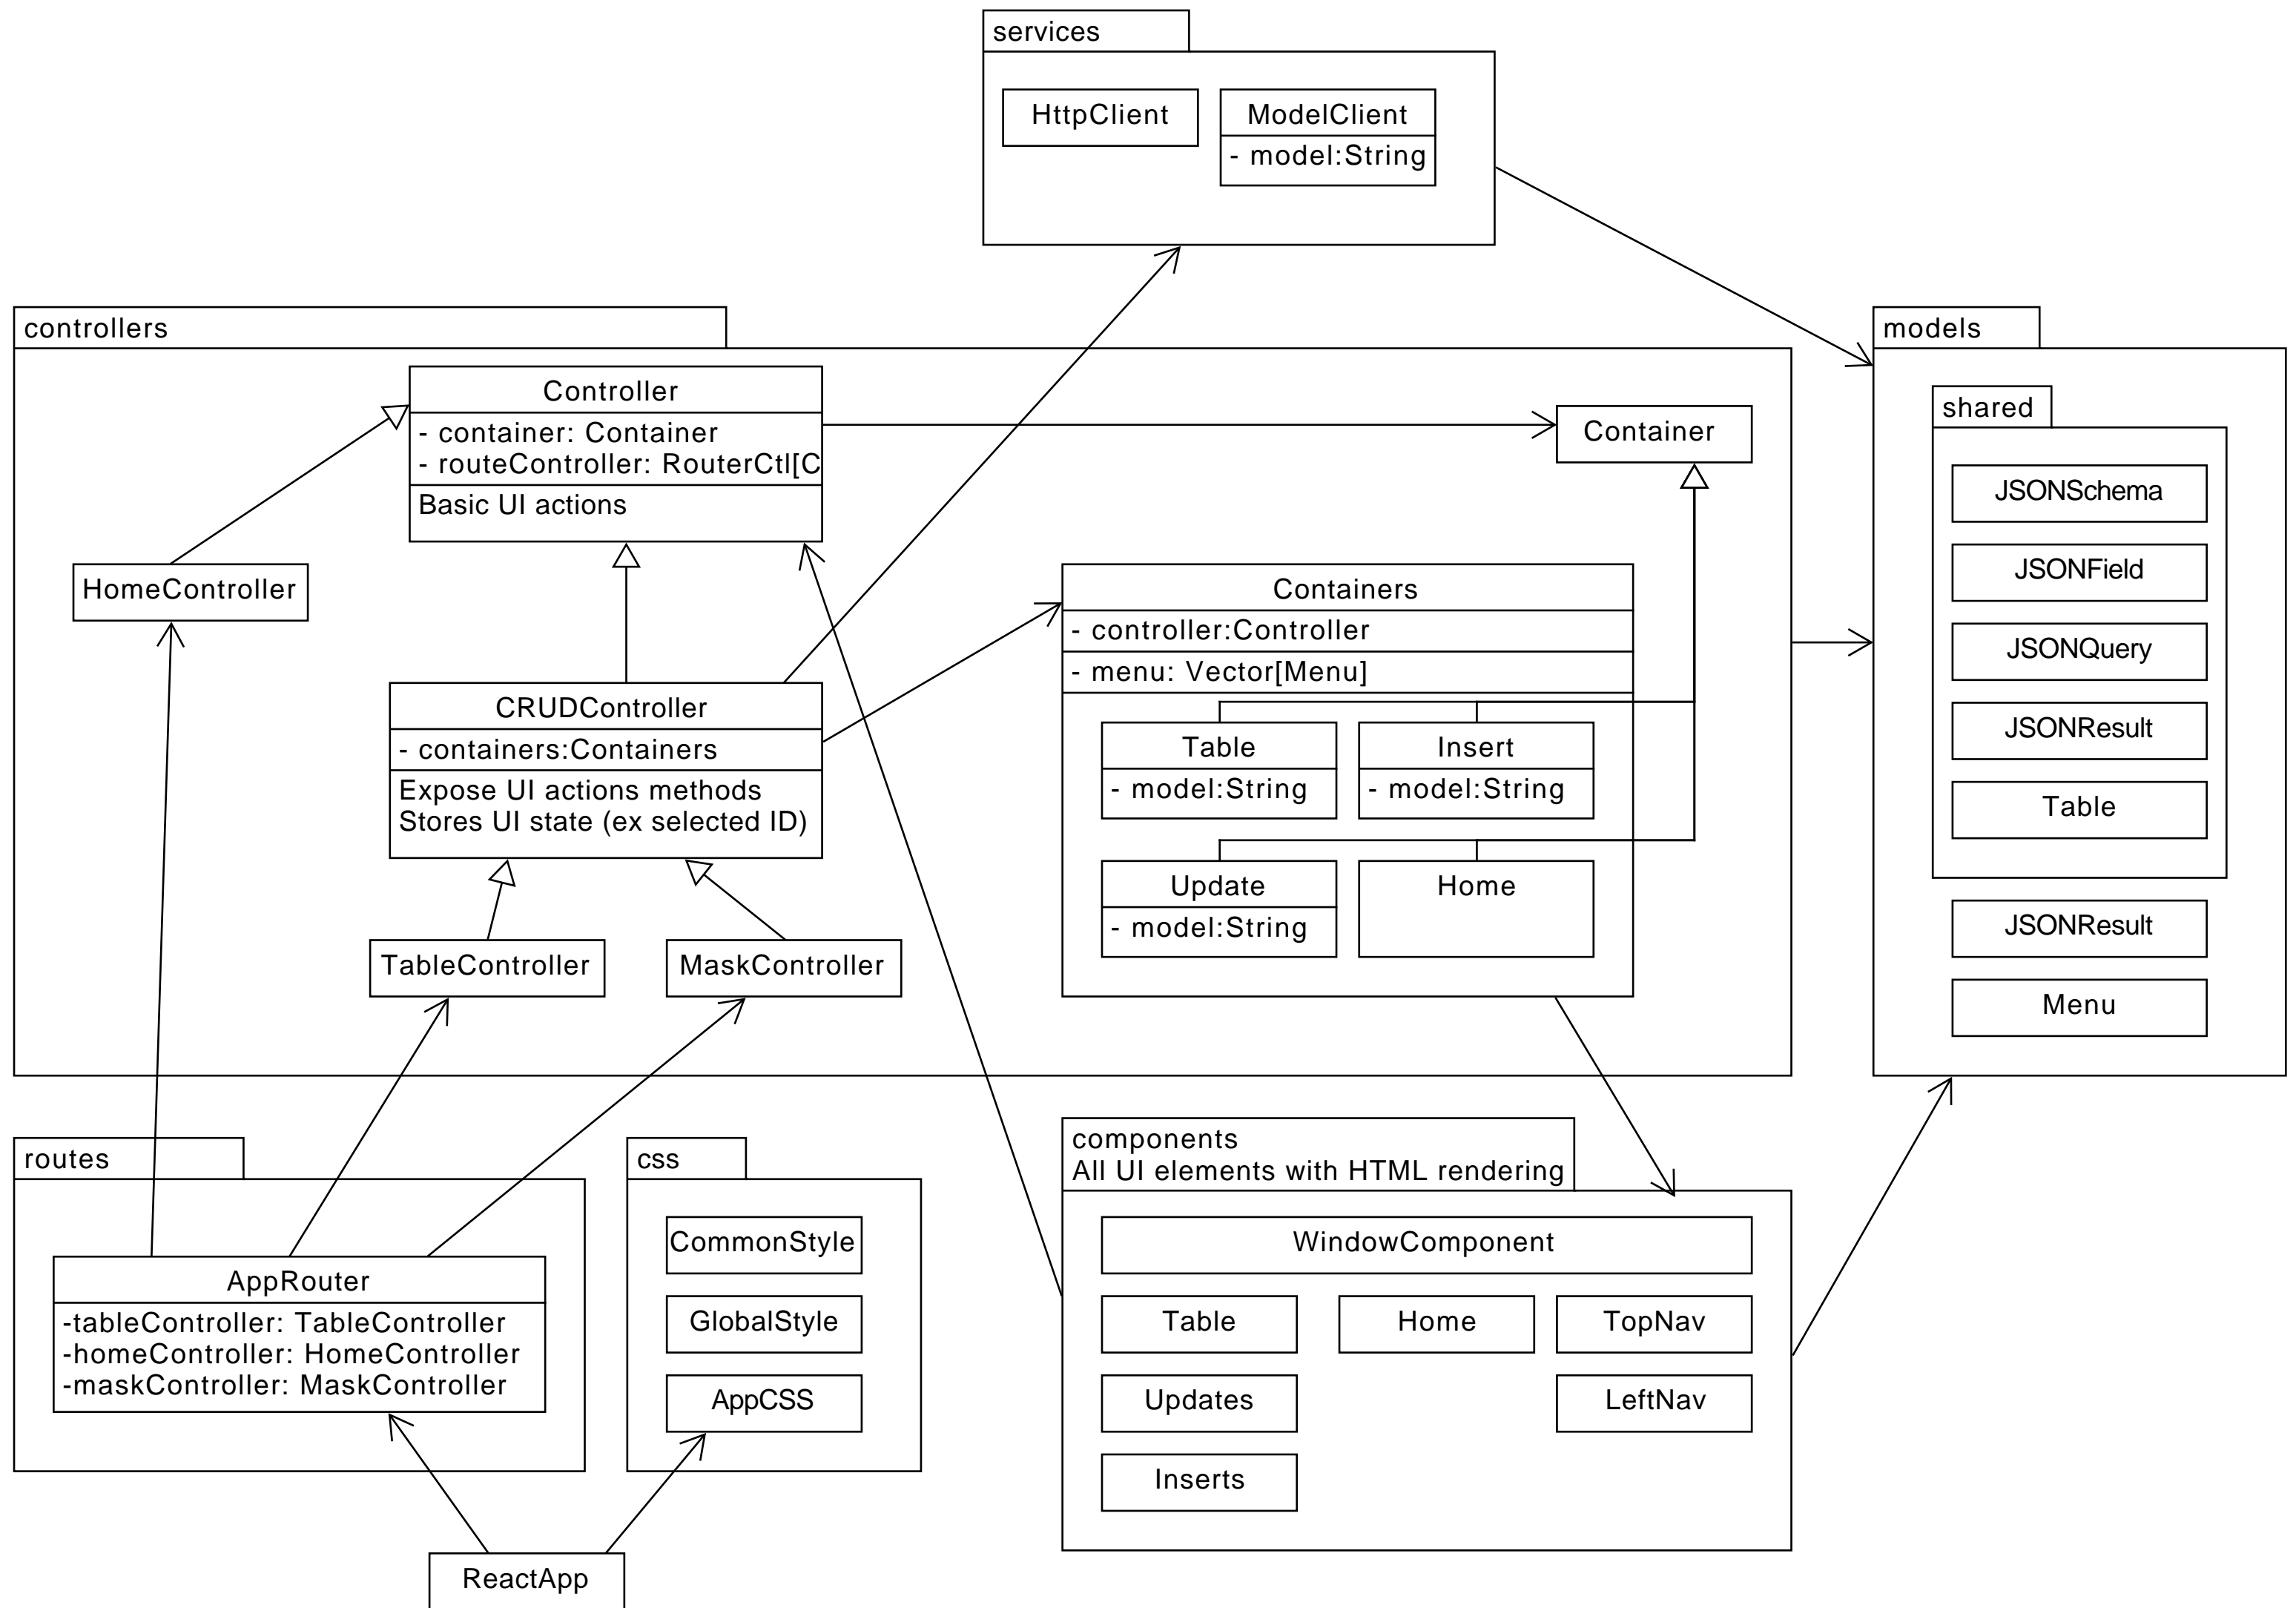 services
HttpClient
ModelClient
- model:String
controllers
Controller
- container: Container
- routeController: RouterCtl[C
Basic UI actions
Container
HomeController
CRUDController
- containers:Containers
Expose UI actions methods
Stores UI state (ex selected ID)
Containers
- controller:Controller
- menu: Vector[Menu]
Table
- model:String
Insert
- model:String
Update
- model:String
Home
TableController
MaskController
models
shared
JSONSchema
JSONField
JSONQuery
JSONResult
Table
JSONResult
Menu
routes
AppRouter
-tableController: TableController
-homeController: HomeController
-maskController: MaskController
css
CommonStyle
GlobalStyle
AppCSS
components
All UI elements with HTML rendering
WindowComponent
Table
Home
TopNav
Updates
LeftNav
Inserts
ReactApp